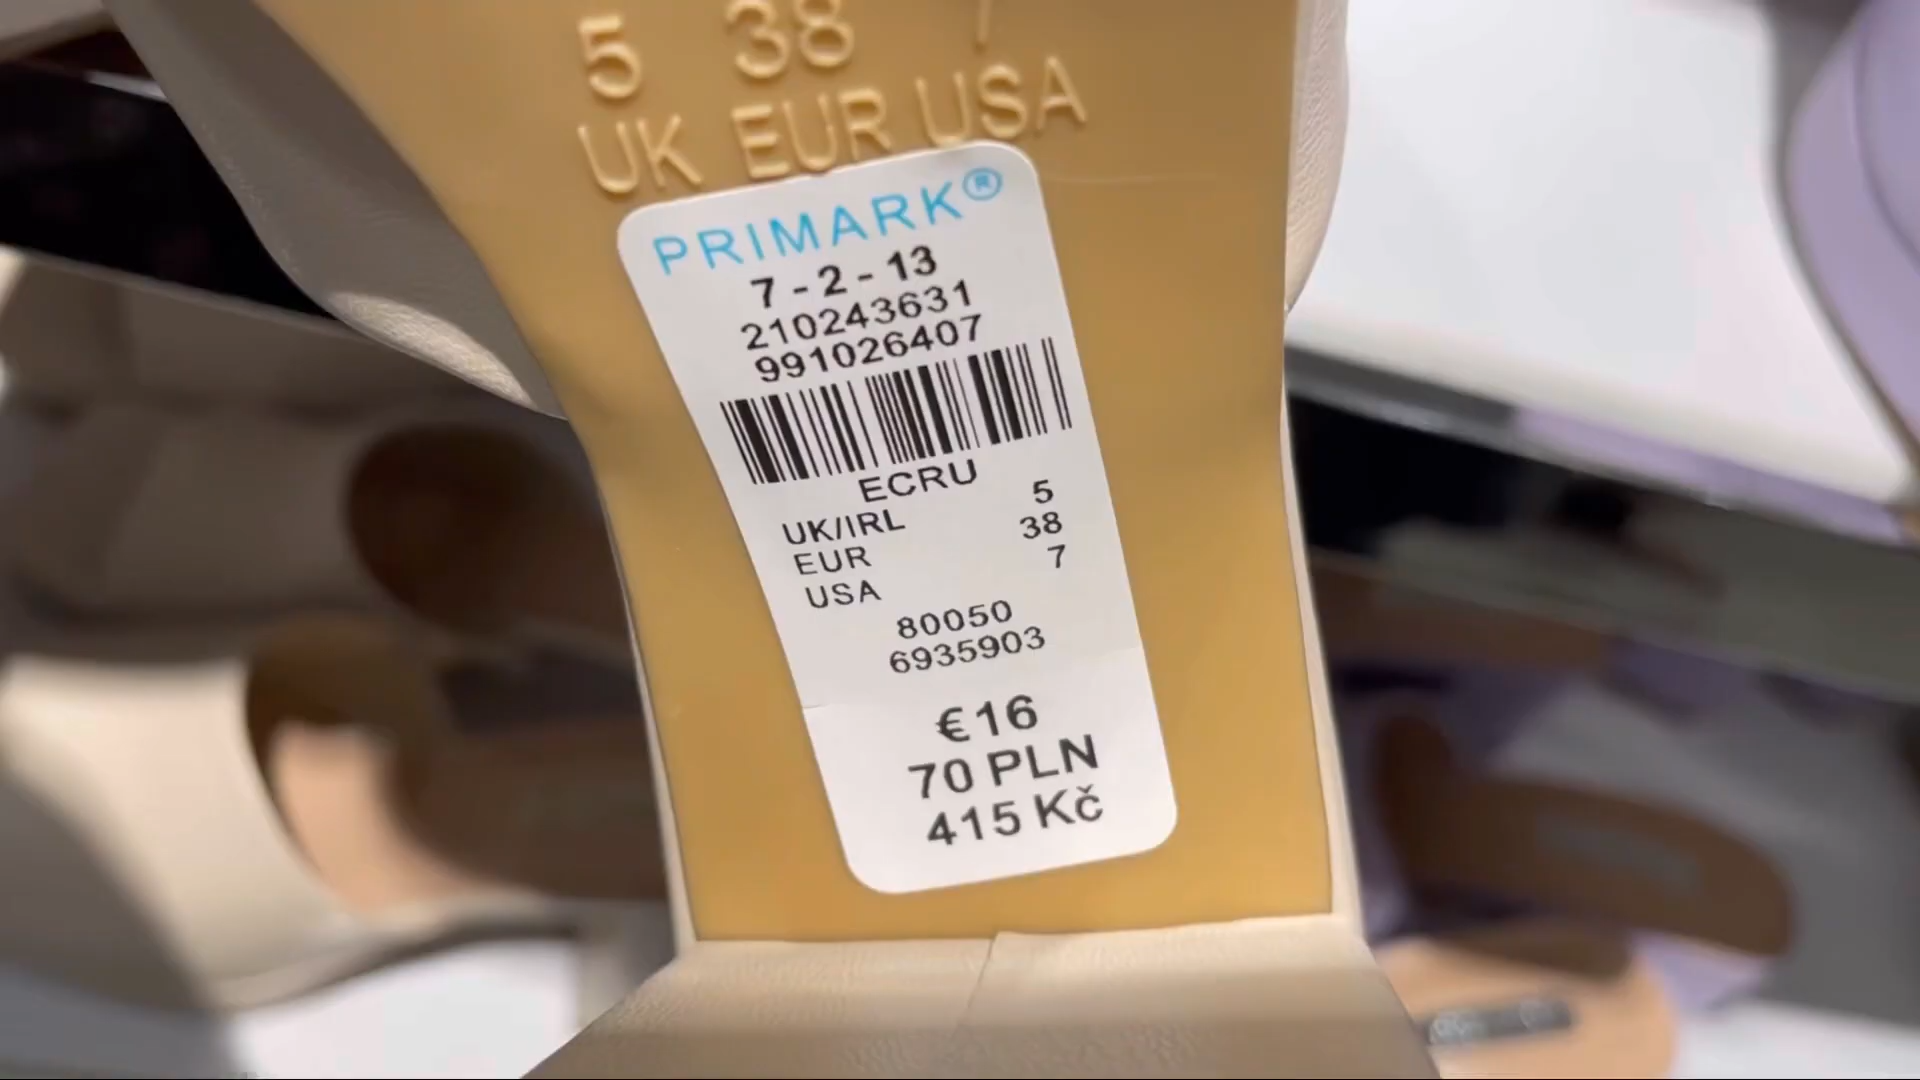 5 38 7
UK EUR USA
PRIMARK®
7 - 2 - 13
210243631
991026407
ECRU
UK/IRL 5
EUR 38
USA 7
80050
6935903
€16
70 PLN
415 Kč